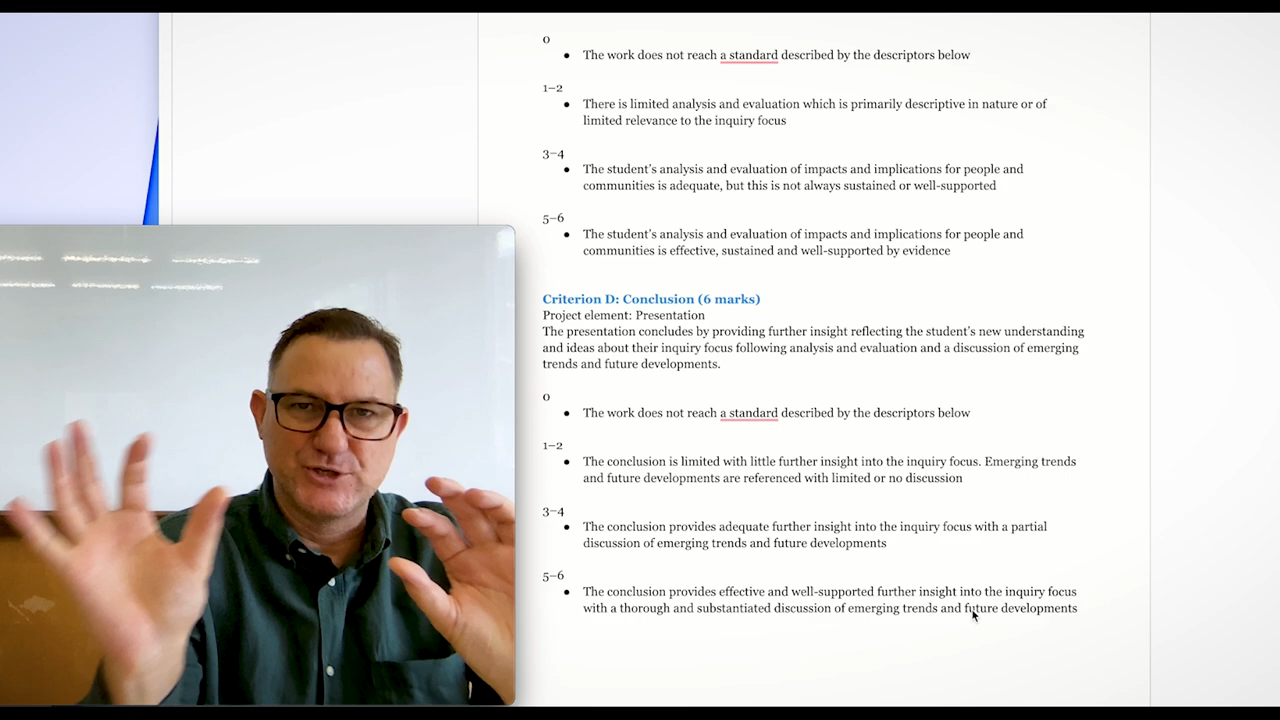 0
• The work does not reach a standard described by the descriptors below
1–2
• There is limited analysis and evaluation which is primarily descriptive in nature or of
limited relevance to the inquiry focus
3–4
• The student's analysis and evaluation of impacts and implications for people and
communities is adequate, but this is not always sustained or well-supported
5–6
• The student's analysis and evaluation of impacts and implications for people and
communities is effective, sustained and well-supported by evidence
Criterion D: Conclusion (6 marks)
Project element: Presentation
The presentation concludes by providing further insight reflecting the student's new understanding
and ideas about their inquiry focus following analysis and evaluation and a discussion of emerging
trends and future developments.
0
• The work does not reach a standard described by the descriptors below
1–2
• The conclusion is limited with little further insight into the inquiry focus. Emerging trends
and future developments are referenced with limited or no discussion
3–4
• The conclusion provides adequate further insight into the inquiry focus with a partial
discussion of emerging trends and future developments
5–6
• The conclusion provides effective and well-supported further insight into the inquiry focus
with a thorough and substantiated discussion of emerging trends and future developments